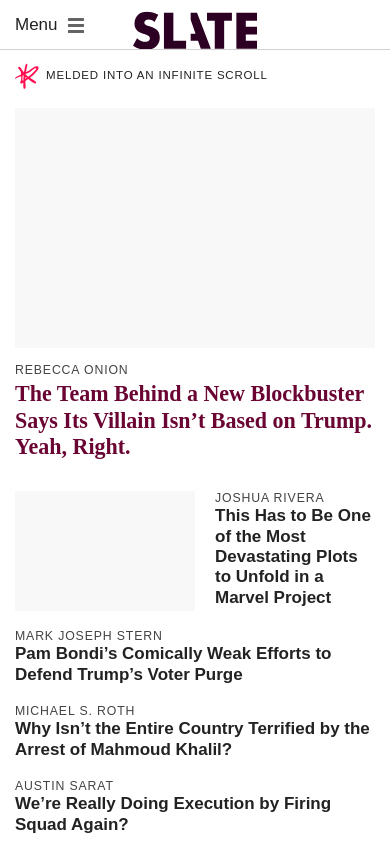 Menu
SLATE
MELDED INTO AN INFINITE SCROLL
REBECCA ONION
The Team Behind a New Blockbuster
Says Its Villain Isn’t Based on Trump.
Yeah, Right.
JOSHUA RIVERA
This Has to Be One
of the Most
Devastating Plots
to Unfold in a
Marvel Project
MARK JOSEPH STERN
Pam Bondi’s Comically Weak Efforts to
Defend Trump’s Voter Purge
MICHAEL S. ROTH
Why Isn’t the Entire Country Terrified by the
Arrest of Mahmoud Khalil?
AUSTIN SARAT
We’re Really Doing Execution by Firing
Squad Again?